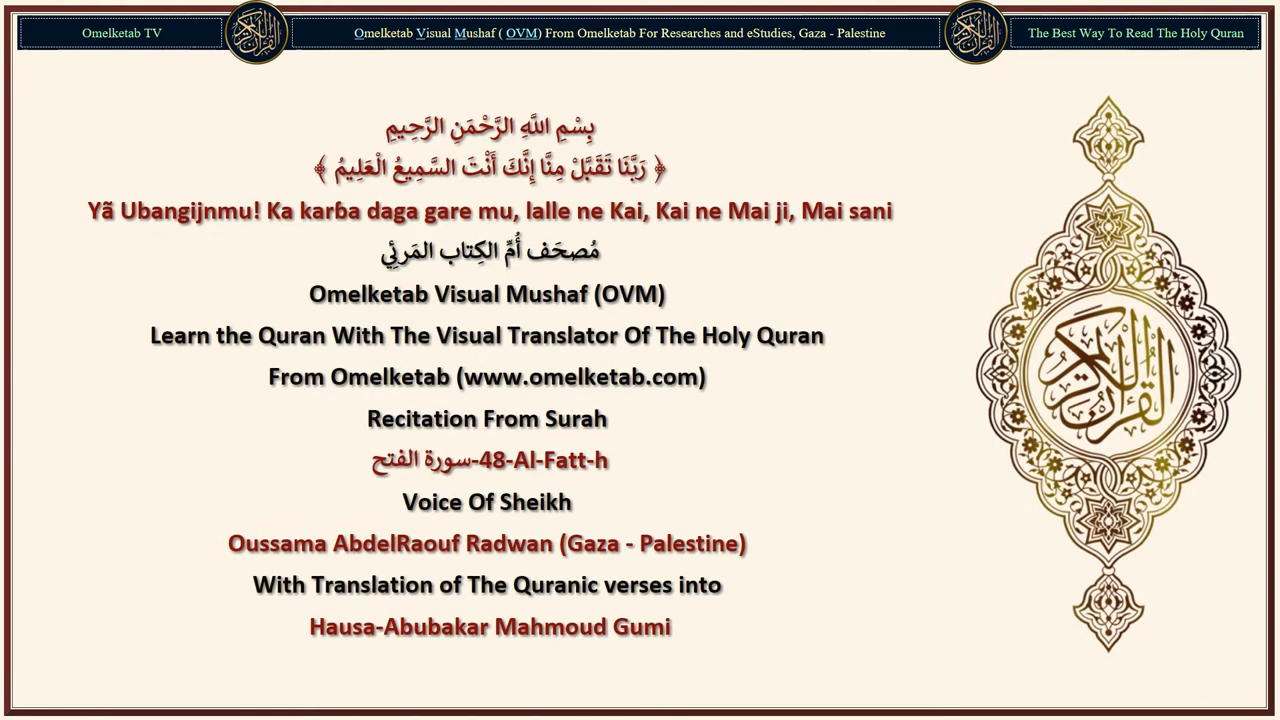 Omelketab TV
Omelketab Visual Mushaf ( OVM) From Omelketab For Researches and eStudies, Gaza - Palestine
The Best Way To Read The Holy Quran
بِسْمِ اللَّهِ الرَّحْمَنِ الرَّحِيمِ
﴿ رَبَّنَا تَقَبَّلْ مِنَّا إِنَّكَ أَنْتَ السَّمِيعُ الْعَلِيمُ ﴾
Yã Ubangijnmu! Ka karɓa daga gare mu, lalle ne Kai, Kai ne Mai ji, Mai sani
مُصحَف أُمِّ الكِتاب المَرئِي
Omelketab Visual Mushaf (OVM)
Learn the Quran With The Visual Translator Of The Holy Quran
From Omelketab (www.omelketab.com)
Recitation From Surah
سورة الفتح-48-Al-Fatt-h
Voice Of Sheikh
Oussama AbdelRaouf Radwan (Gaza - Palestine)
With Translation of The Quranic verses into
Hausa-Abubakar Mahmoud Gumi
القرآن الكريم